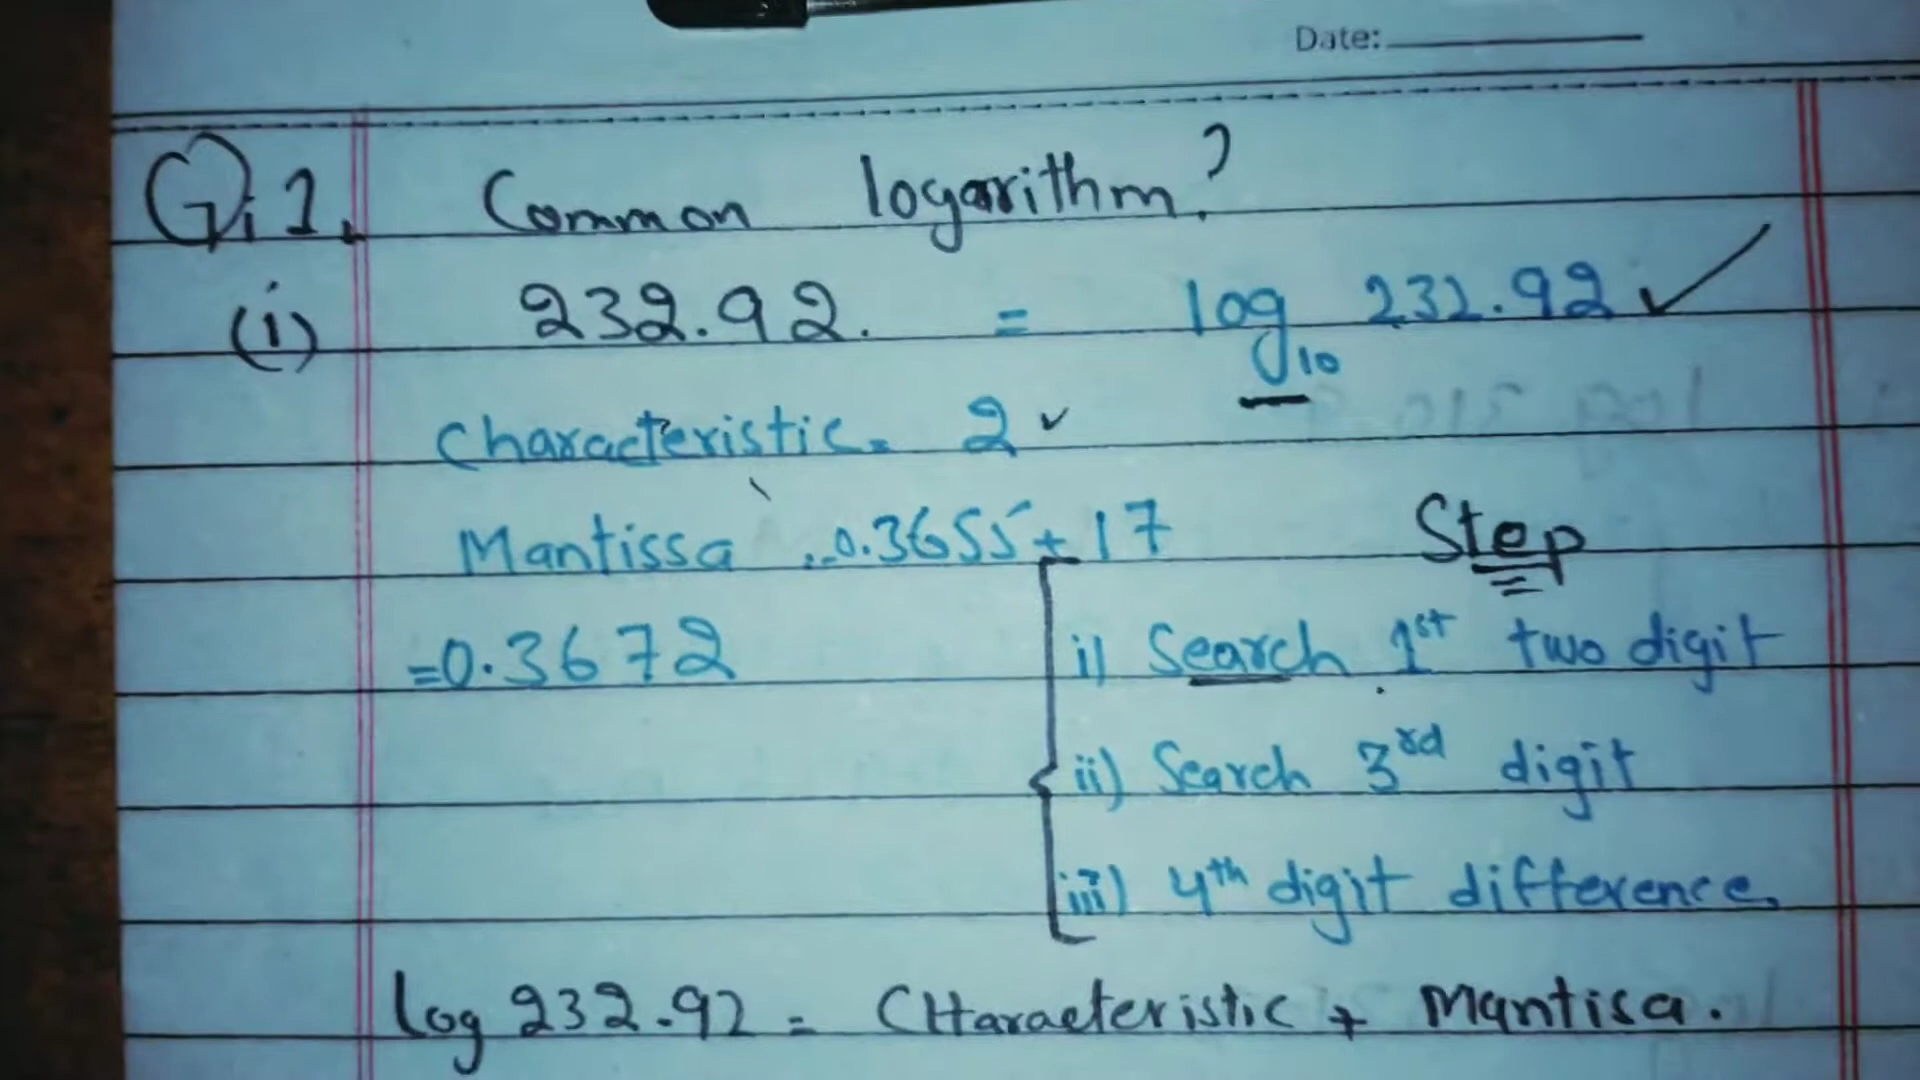 Date:
Q:1. Common logarithm?
(i) 232.92. = log10 232.92 ✓
Characteristic= 2 ✓
Mantissa =0.3655+17 Step
=0.3672 i) Search 1st two digit
ii) Search 3rd digit
iii) 4th digit difference.
log 232.92 = CHaracteristic + Mantisa.